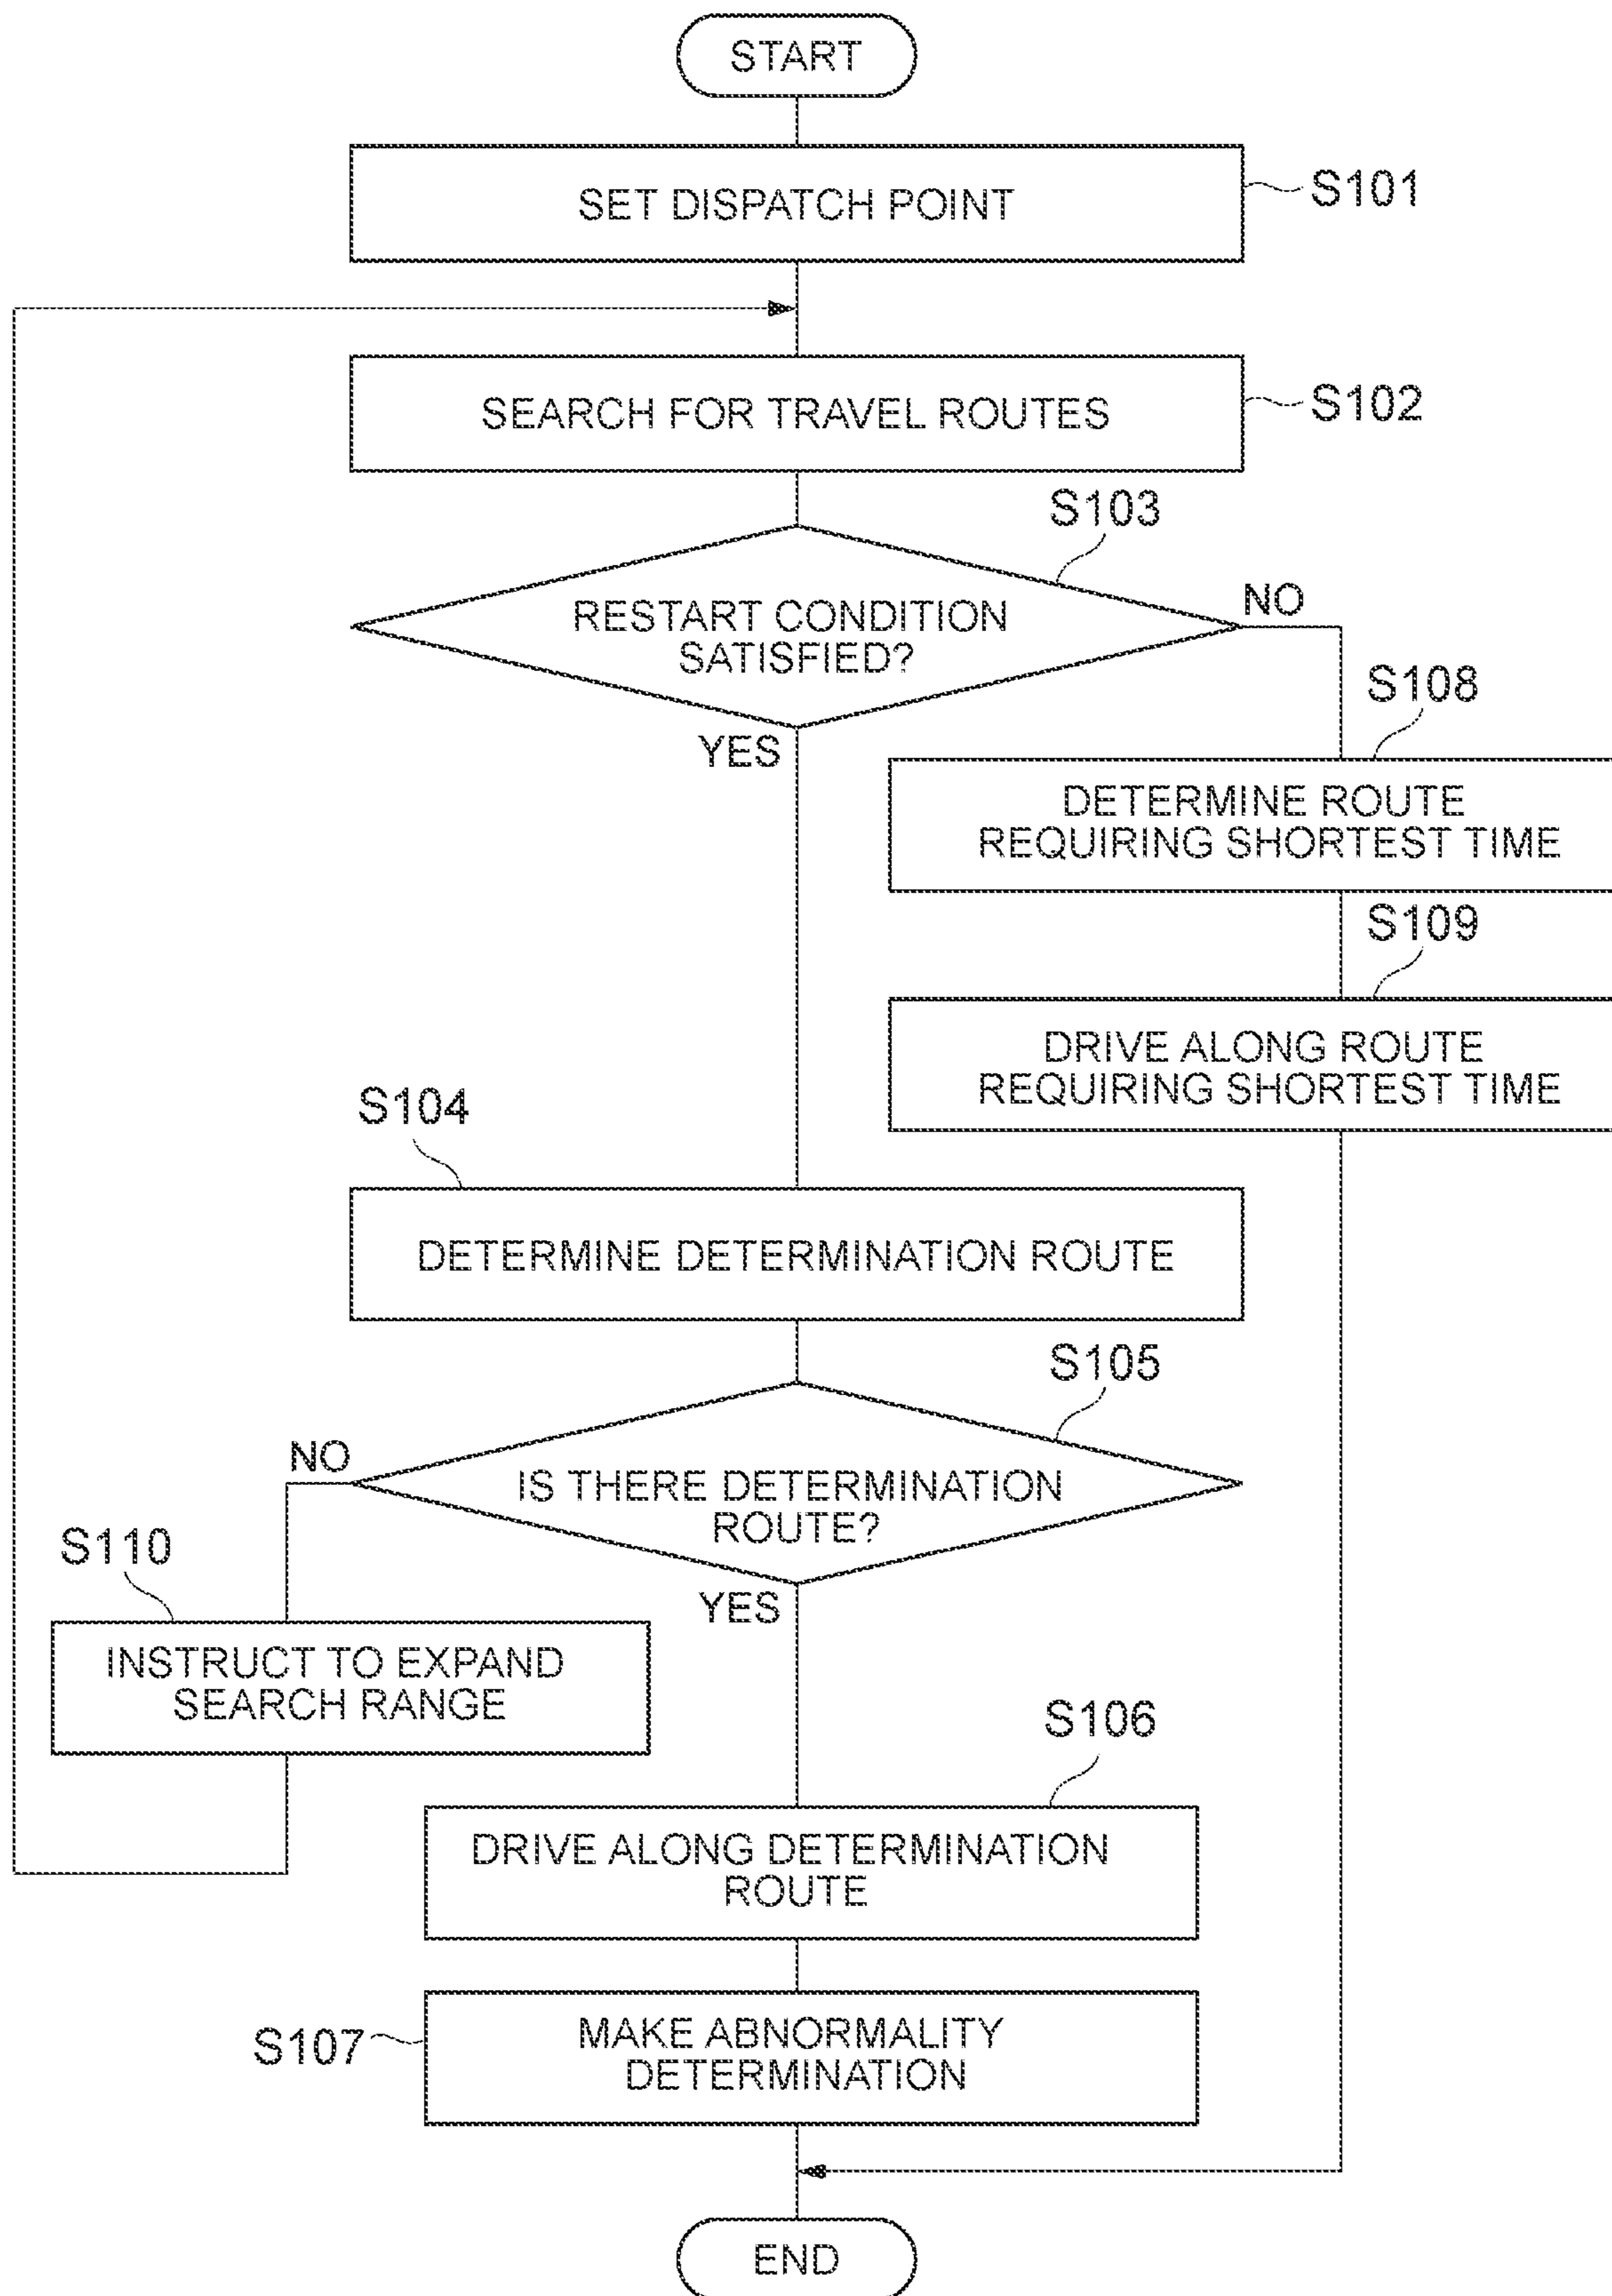 START
SET DISPATCH POINT
S101
SEARCH FOR TRAVEL ROUTES
S102
S103
RESTART CONDITION
SATISFIED?
NO
YES
S108
DETERMINE ROUTE
REQUIRING SHORTEST TIME
S109
DRIVE ALONG ROUTE
REQUIRING SHORTEST TIME
S104
DETERMINE DETERMINATION ROUTE
S105
IS THERE DETERMINATION
ROUTE?
NO
YES
S110
INSTRUCT TO EXPAND
SEARCH RANGE
S106
DRIVE ALONG DETERMINATION
ROUTE
S107
MAKE ABNORMALITY
DETERMINATION
END